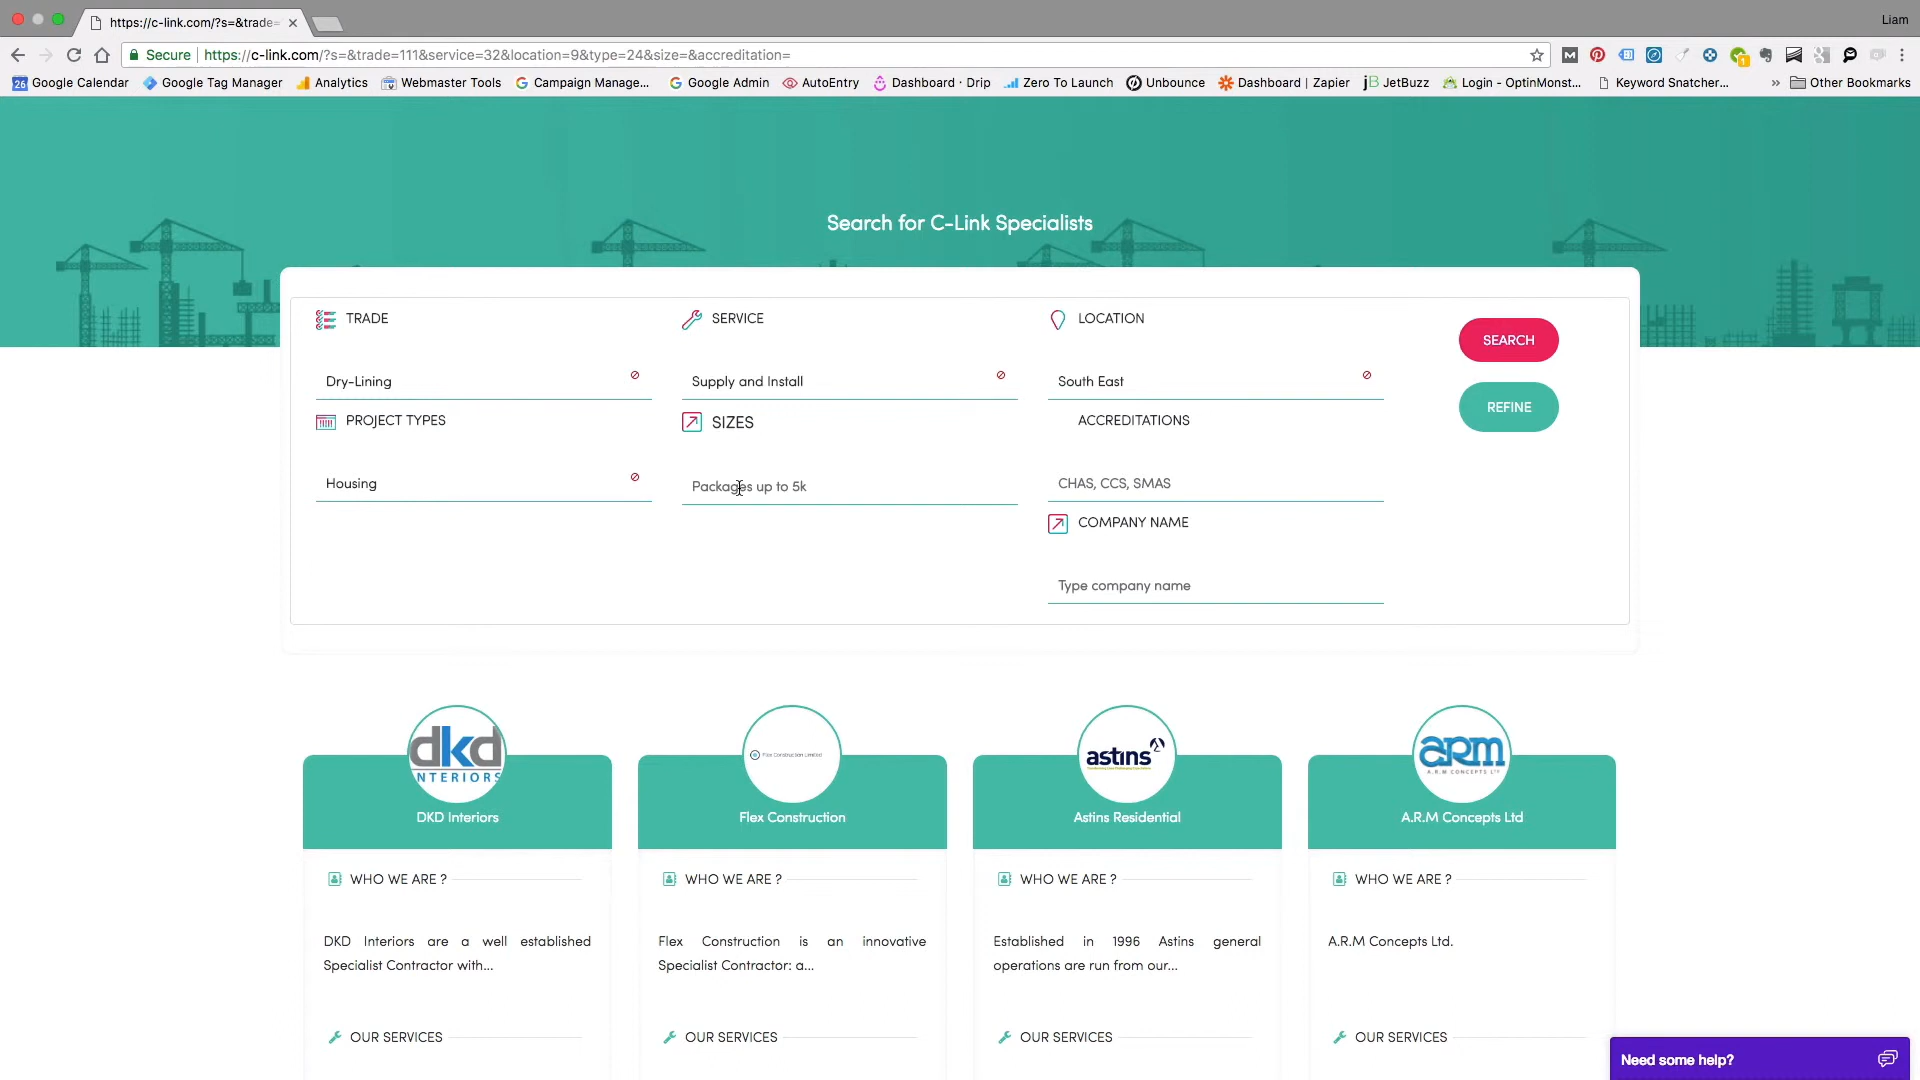 https://c-link.com/?s=&trade=
Liam
Secure
https://c-link.com/?s=&trade=111&service=32&location=9&type=24&size=&accreditation=
26 Google Calendar
Google Tag Manager
Analytics
Webmaster Tools
Campaign Manage...
Google Admin
AutoEntry
Dashboard · Drip
Zero To Launch
Unbounce
Dashboard | Zapier
JetBuzz
Login - OptinMonst...
Keyword Snatcher...
Other Bookmarks
Search for C-Link Specialists
TRADE
SERVICE
LOCATION
SEARCH
Dry-Lining
Supply and Install
South East
REFINE
PROJECT TYPES
SIZES
ACCREDITATIONS
Housing
Packages up to 5k
CHAS, CCS, SMAS
COMPANY NAME
Type company name
dkd
INTERIORS
Flex Construction Limited
astins
arm
A.R.M CONCEPTS LTD
DKD Interiors
Flex Construction
Astins Residential
A.R.M Concepts Ltd
WHO WE ARE ?
WHO WE ARE ?
WHO WE ARE ?
WHO WE ARE ?
DKD Interiors are a well established
Specialist Contractor with...
Flex Construction is an innovative
Specialist Contractor: a...
Established in 1996 Astins general
operations are run from our...
A.R.M Concepts Ltd.
OUR SERVICES
OUR SERVICES
OUR SERVICES
OUR SERVICES
Need some help?